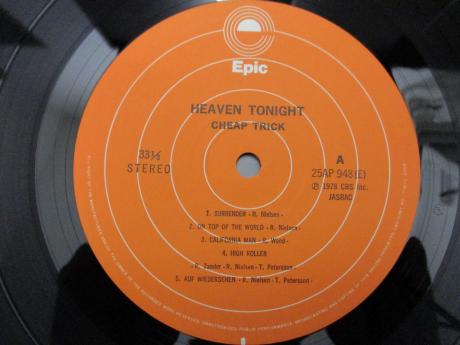 Epic
HEAVEN TONIGHT
CHEAP TRICK
33⅓
STEREO
A
25AP 948(E)
Ⓟ 1978 CBS Inc.
JASRAC
1. SURRENDER - R. Nielsen -
2. ON TOP OF THE WORLD - R. Nielsen -
3. CALIFORNIA MAN - R. Wood -
4. HIGH ROLLER
- R. Zander - R. Nielsen - T. Petersson -
5. AUF WIEDERSEHEN - R. Nielsen - T. Petersson -